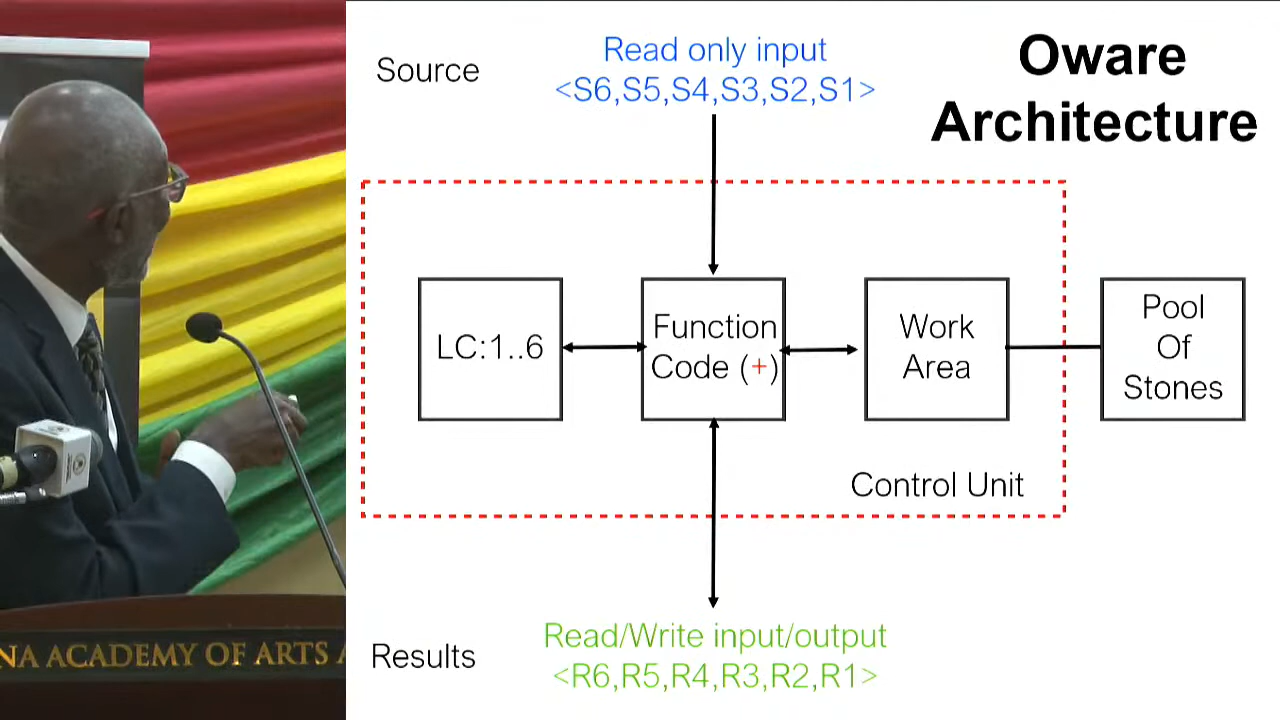 Oware
Architecture
Source
Read only input
<S6,S5,S4,S3,S2,S1>
LC:1..6
Function
Code (+)
Work
Area
Pool
Of
Stones
Control Unit
Results
Read/Write input/output
<R6,R5,R4,R3,R2,R1>
NA ACADEMY OF ARTS